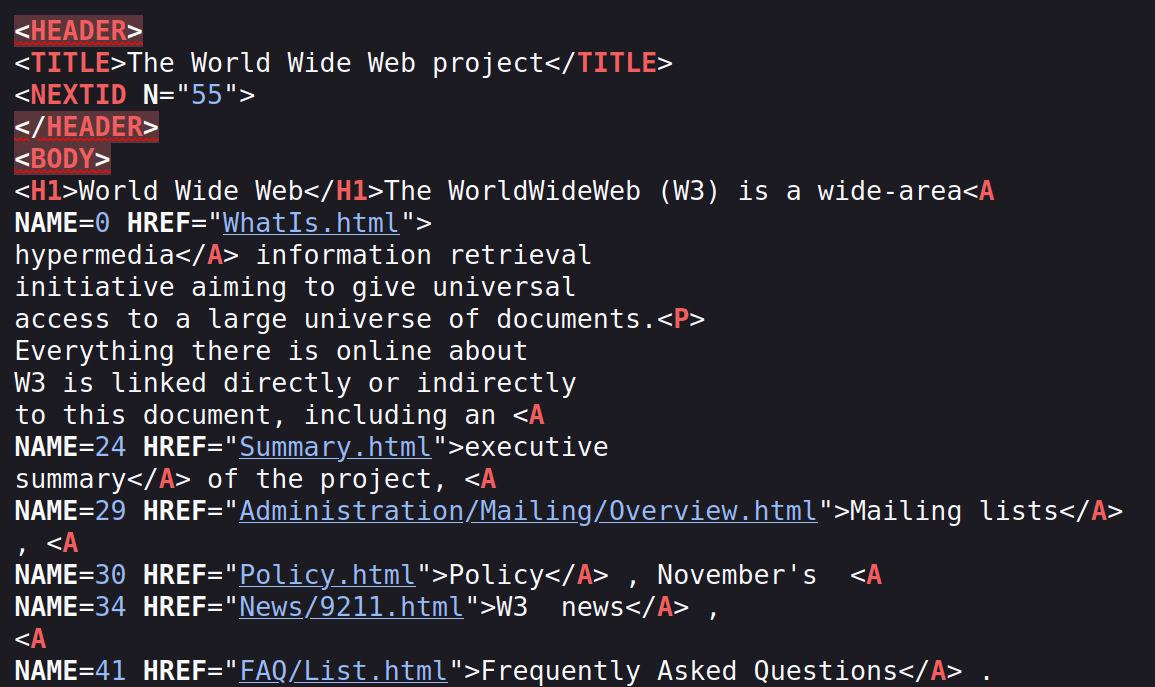 <HEADER>
<TITLE>The World Wide Web project</TITLE>
<NEXTID N="55">
</HEADER>
<BODY>
<H1>World Wide Web</H1>The WorldWideWeb (W3) is a wide-area<A
NAME=0 HREF="WhatIs.html">
hypermedia</A> information retrieval
initiative aiming to give universal
access to a large universe of documents.<P>
Everything there is online about
W3 is linked directly or indirectly
to this document, including an <A
NAME=24 HREF="Summary.html">executive
summary</A> of the project, <A
NAME=29 HREF="Administration/Mailing/Overview.html">Mailing lists</A>
, <A
NAME=30 HREF="Policy.html">Policy</A> , November's  <A
NAME=34 HREF="News/9211.html">W3  news</A> ,
<A
NAME=41 HREF="FAQ/List.html">Frequently Asked Questions</A> .